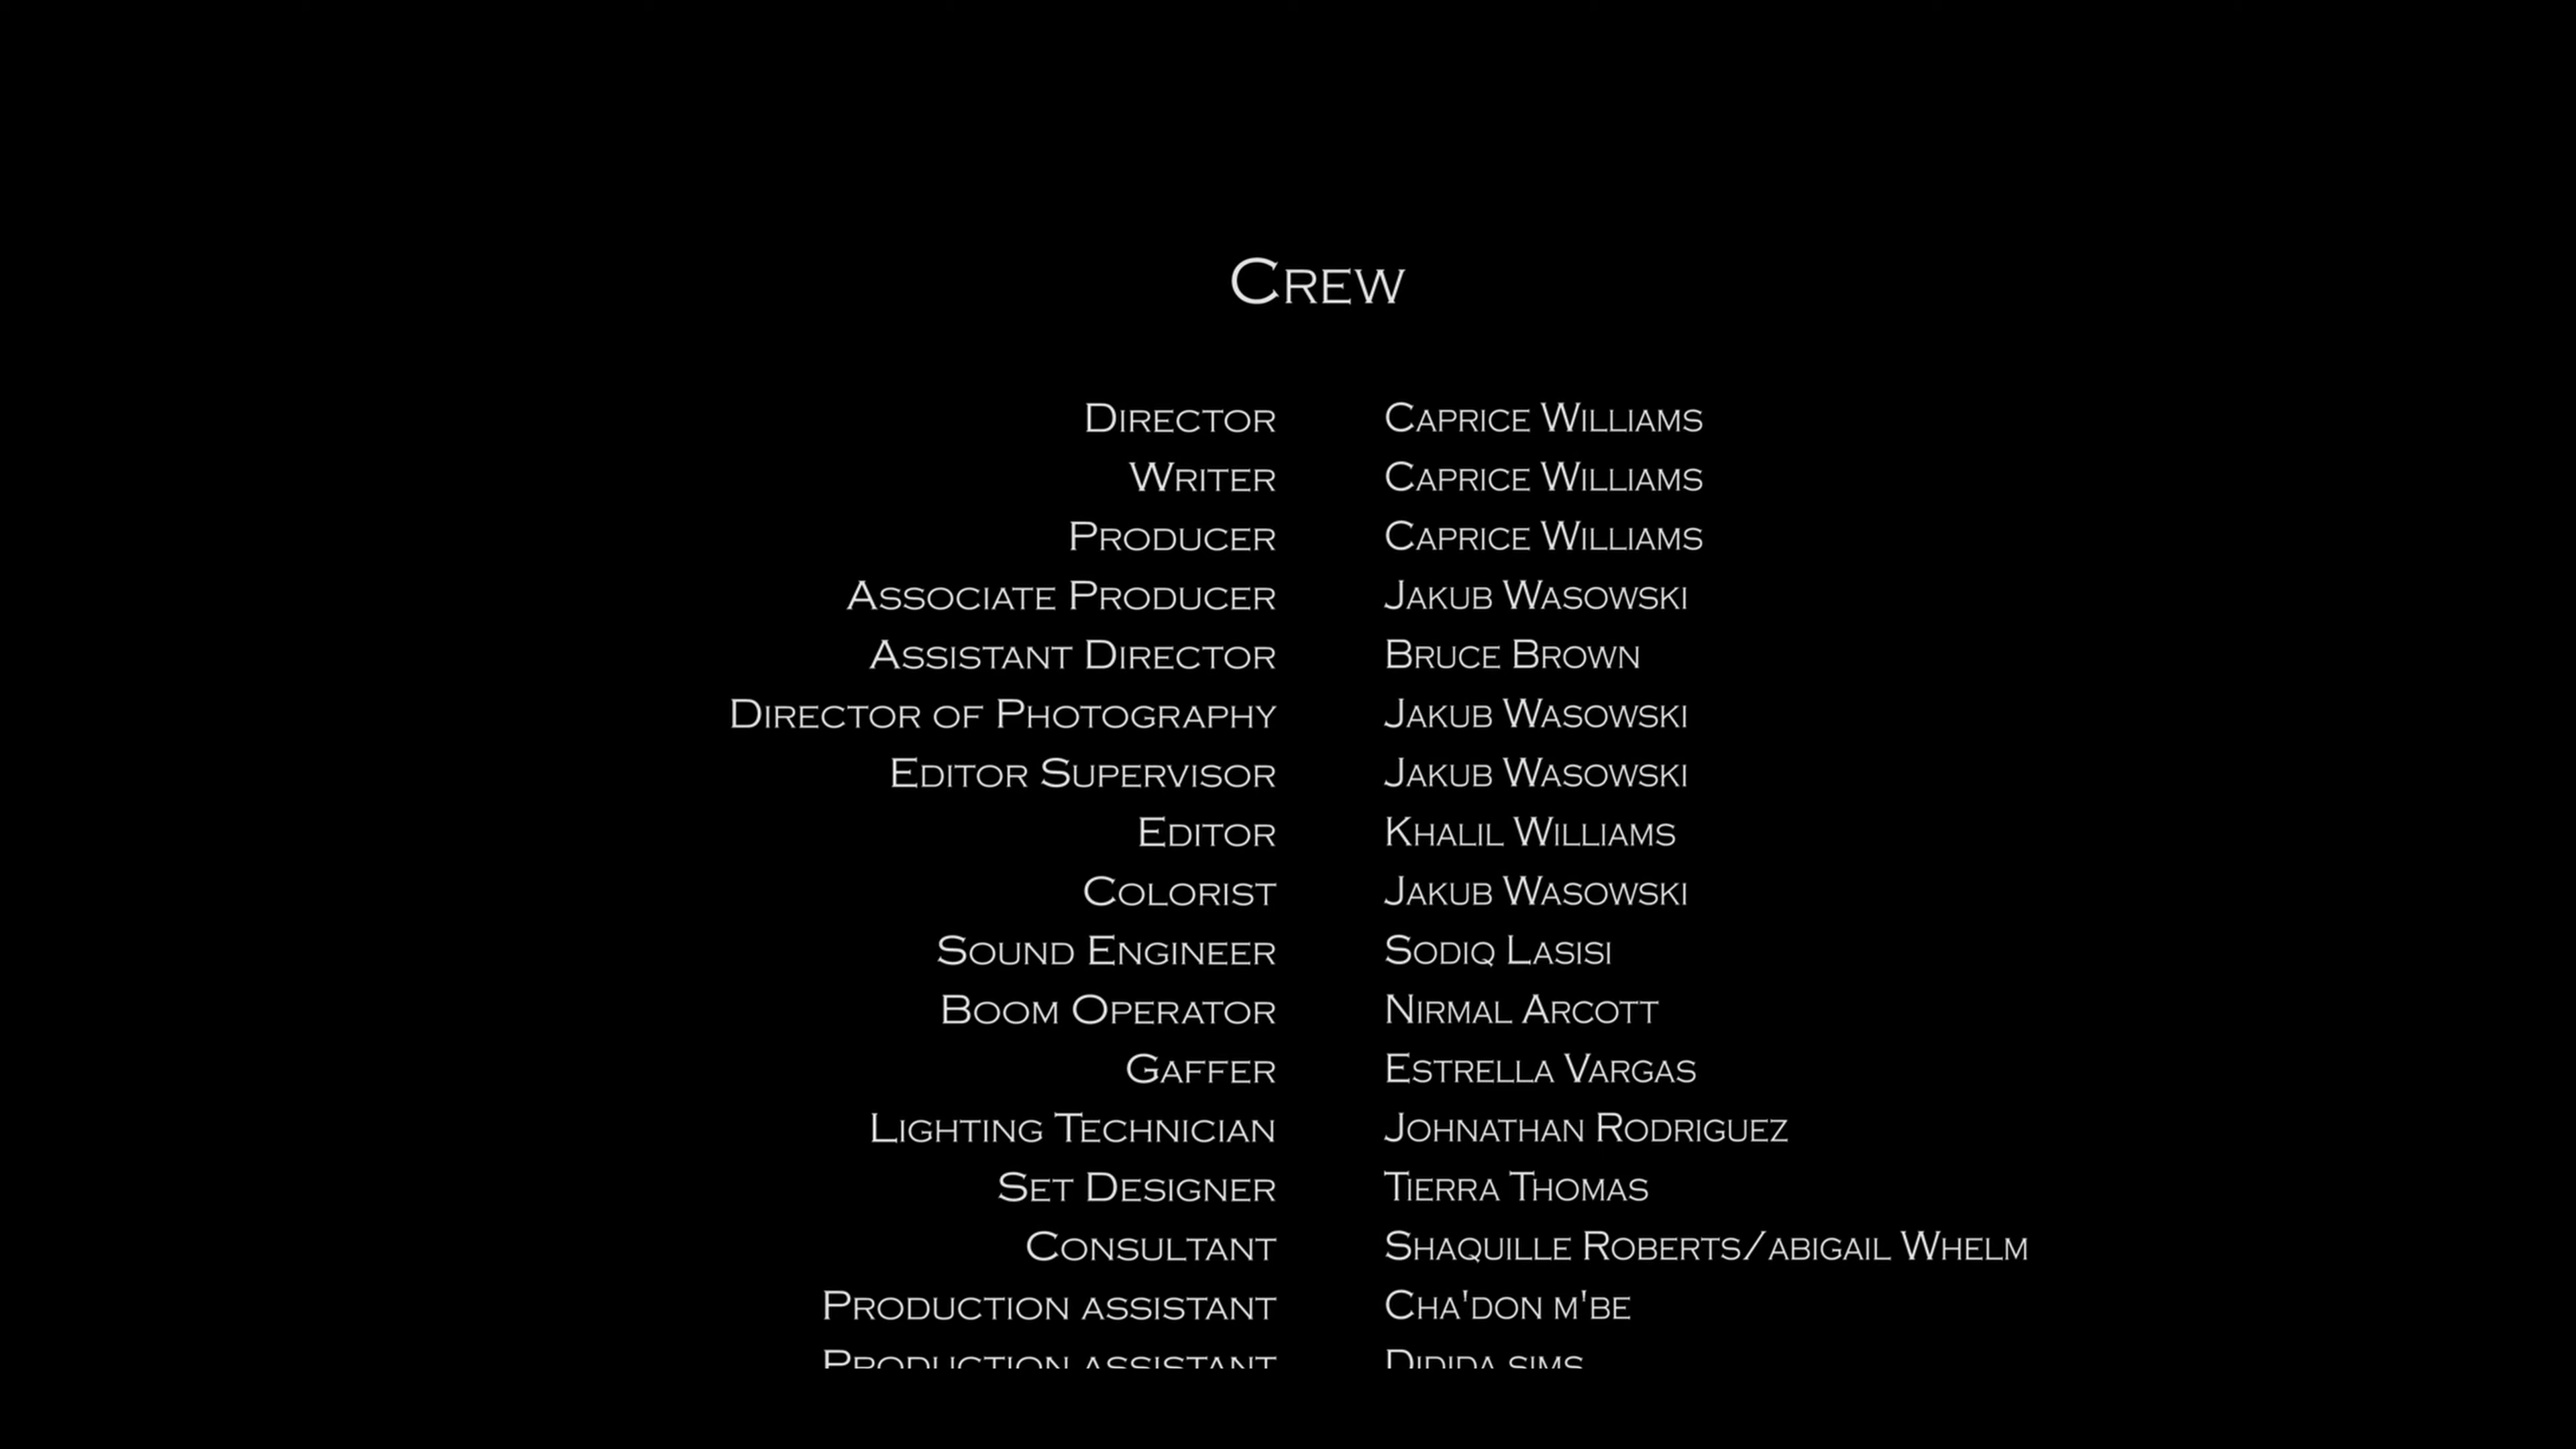 Crew
Director Caprice Williams
Writer Caprice Williams
Producer Caprice Williams
Associate Producer Jakub Wasowski
Assistant Director Bruce Brown
Director of Photography Jakub Wasowski
Editor Supervisor Jakub Wasowski
Editor Khalil Williams
Colorist Jakub Wasowski
Sound Engineer Sodiq Lasisi
Boom Operator Nirmal Arcott
Gaffer Estrella Vargas
Lighting Technician Johnathan Rodriguez
Set Designer Tierra Thomas
Consultant Shaquille Roberts/abigail Whelm
Production assistant Cha'don m'be
Production assistant sims